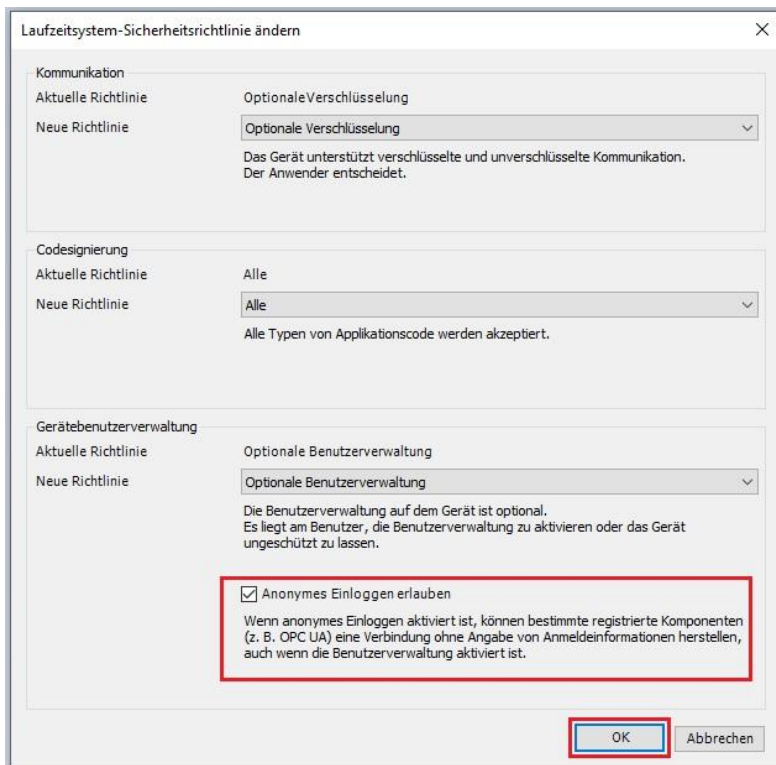 Laufzeitsystem-Sicherheitsrichtlinie ändern
Kommunikation
Aktuelle Richtlinie OptionaleVerschlüsselung
Neue Richtlinie Optionale Verschlüsselung
Das Gerät unterstützt verschlüsselte und unverschlüsselte Kommunikation.
Der Anwender entscheidet.
Codesignierung
Aktuelle Richtlinie Alle
Neue Richtlinie Alle
Alle Typen von Applikationscode werden akzeptiert.
Gerätebenutzerverwaltung
Aktuelle Richtlinie Optionale Benutzerverwaltung
Neue Richtlinie Optionale Benutzerverwaltung
Die Benutzerverwaltung auf dem Gerät ist optional.
Es liegt am Benutzer, die Benutzerverwaltung zu aktivieren oder das Gerät
ungeschützt zu lassen.
Anonymes Einloggen erlauben
Wenn anonymes Einloggen aktiviert ist, können bestimmte registrierte Komponenten
(z. B. OPC UA) eine Verbindung ohne Angabe von Anmeldeinformationen herstellen,
auch wenn die Benutzerverwaltung aktiviert ist.
OK Abbrechen